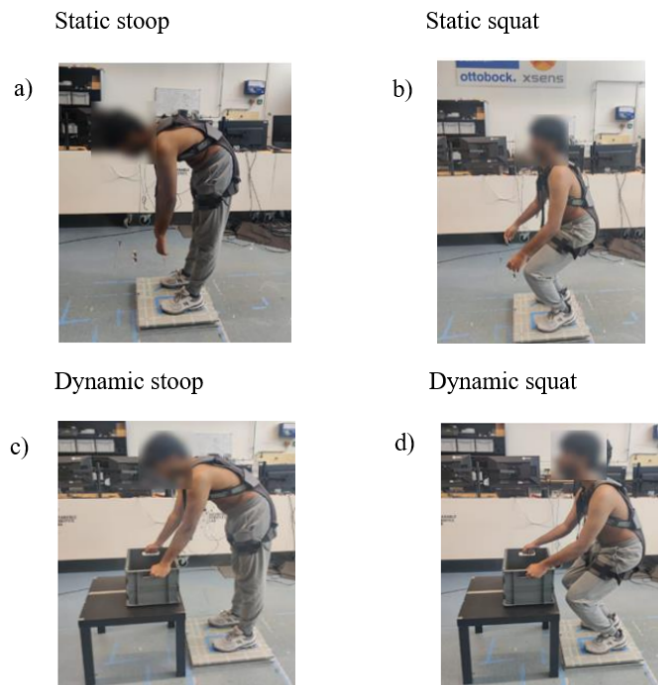 Static stoop
Static squat
a)
b)
ottobock. xsens
Dynamic stoop
Dynamic squat
c)
d)